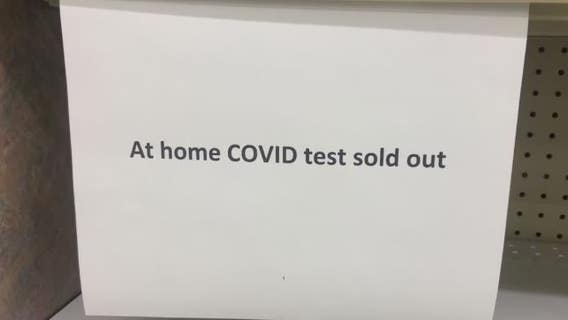 At home COVID test sold out